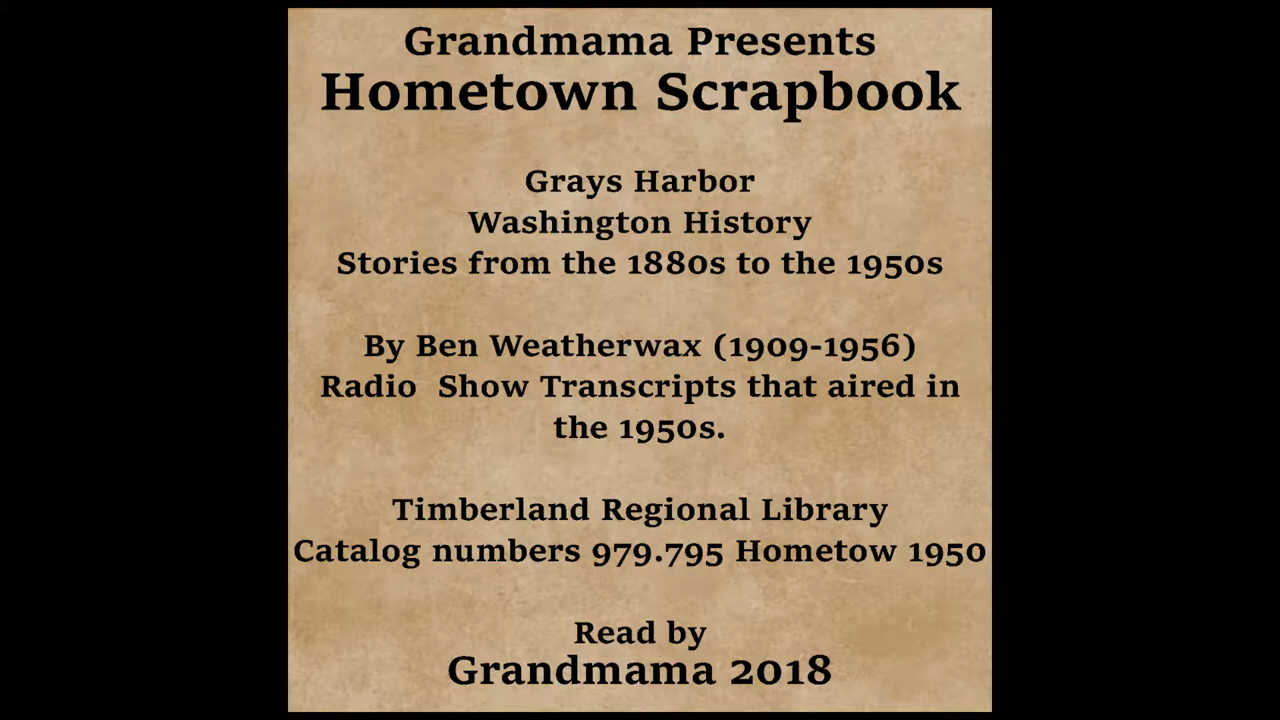 Grandmama Presents
Hometown Scrapbook
Grays Harbor
Washington History
Stories from the 1880s to the 1950s
By Ben Weatherwax (1909-1956)
Radio  Show Transcripts that aired in
the 1950s.
Timberland Regional Library
Catalog numbers 979.795 Hometow 1950
Read by
Grandmama 2018